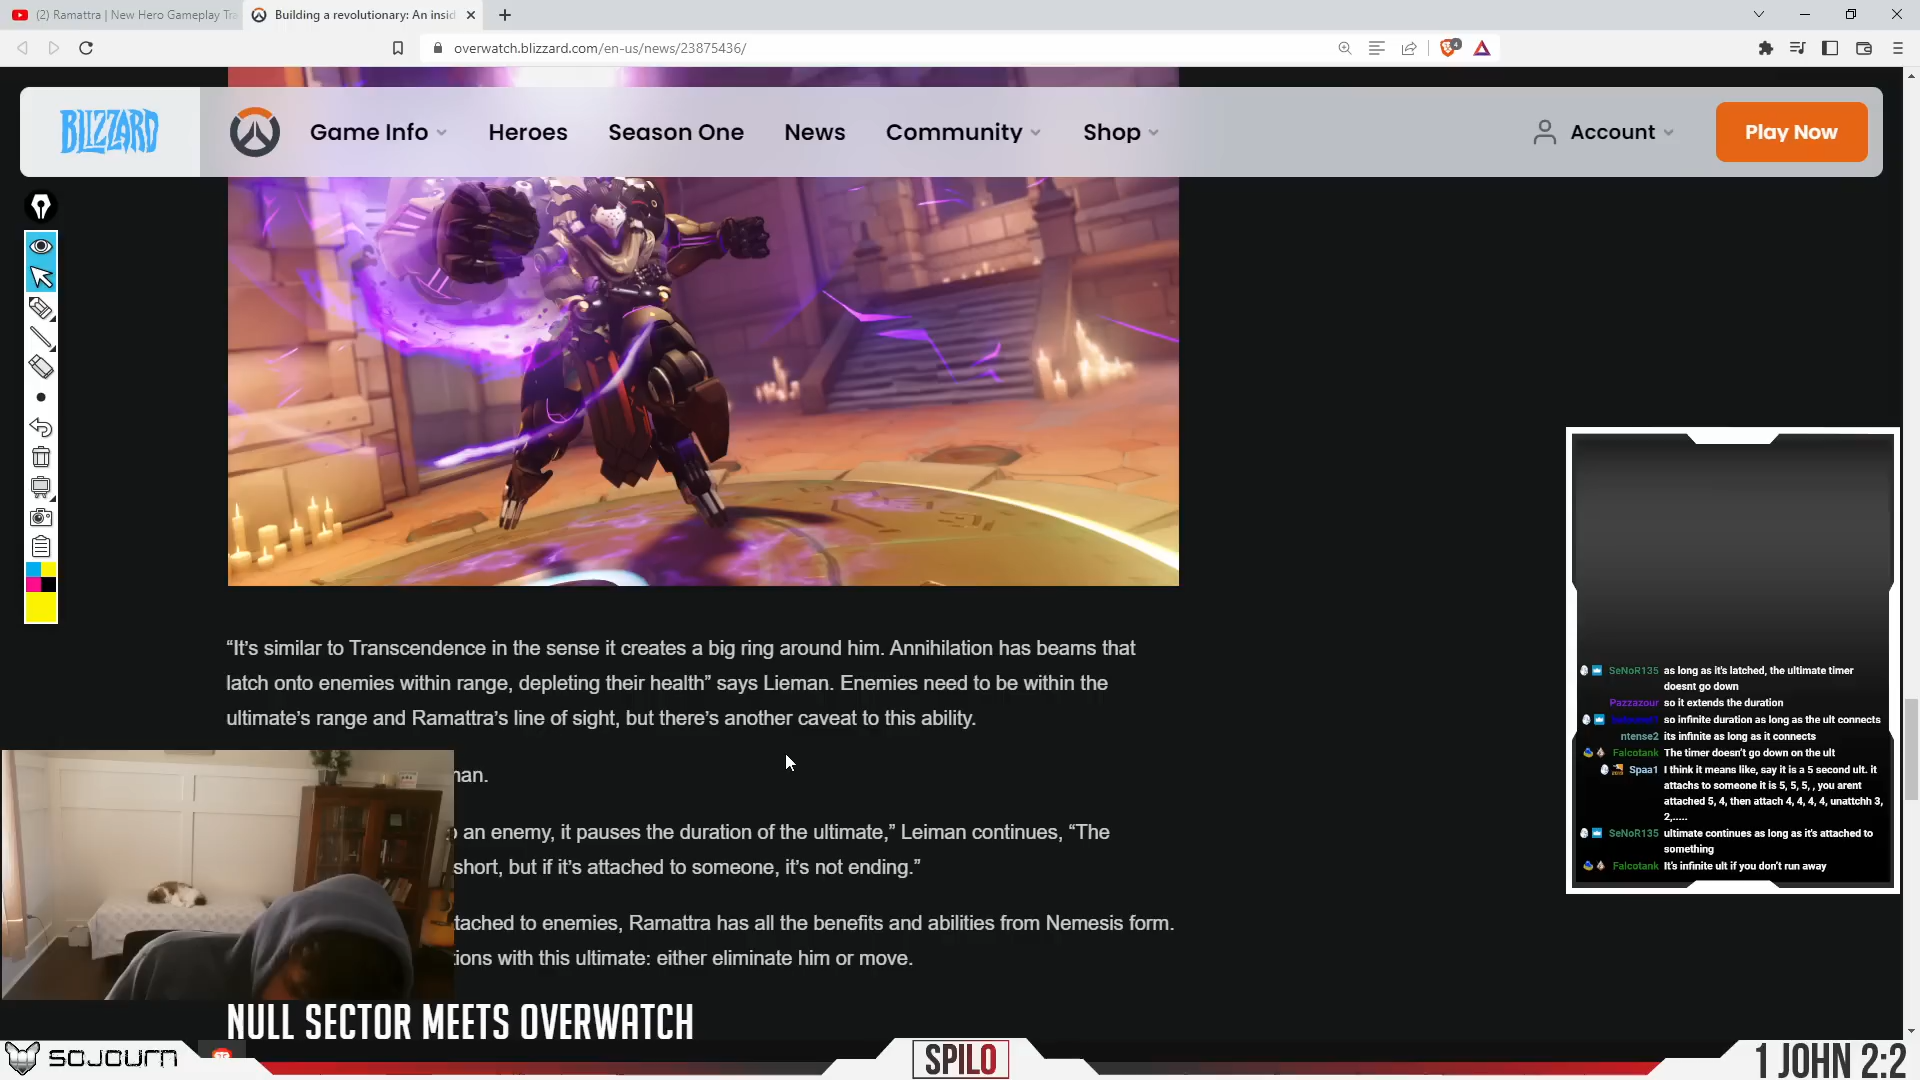 (2) Ramattra | New Hero Gameplay Tra
Building a revolutionary: An insid
overwatch.blizzard.com/en-us/news/23875436/
4
BLIZZARD
Game Info
Heroes
Season One
News
Community
Shop
Account
Play Now
“It’s similar to Transcendence in the sense it creates a big ring around him. Annihilation has beams that
latch onto enemies within range, depleting their health” says Lieman. Enemies need to be within the
ultimate’s range and Ramattra’s line of sight, but there’s another caveat to this ability.
man.
an enemy, it pauses the duration of the ultimate,” Leiman continues, “The
short, but if it’s attached to someone, it’s not ending.”
tached to enemies, Ramattra has all the benefits and abilities from Nemesis form.
tions with this ultimate: either eliminate him or move.
NULL SECTOR MEETS OVERWATCH
SeNoR135 as long as it's latched, the ultimate timer
doesnt go down
Pazzazour so it extends the duration
so infinite duration as long as the ult connects
ntense2 its infinite as long as it connects
Falcotank The timer doesn’t go down on the ult
Spaa1 I think it means like, say it is a 5 second ult. it
attachs to someone it is 5, 5, 5, , you arent
attached 5, 4, then attach 4, 4, 4, 4, unattchh 3,
2,.....
SeNoR135 ultimate continues as long as it's attached to
something
Falcotank It’s infinite ult if you don’t run away
SOJOURN
SPILO
1 JOHN 2:2